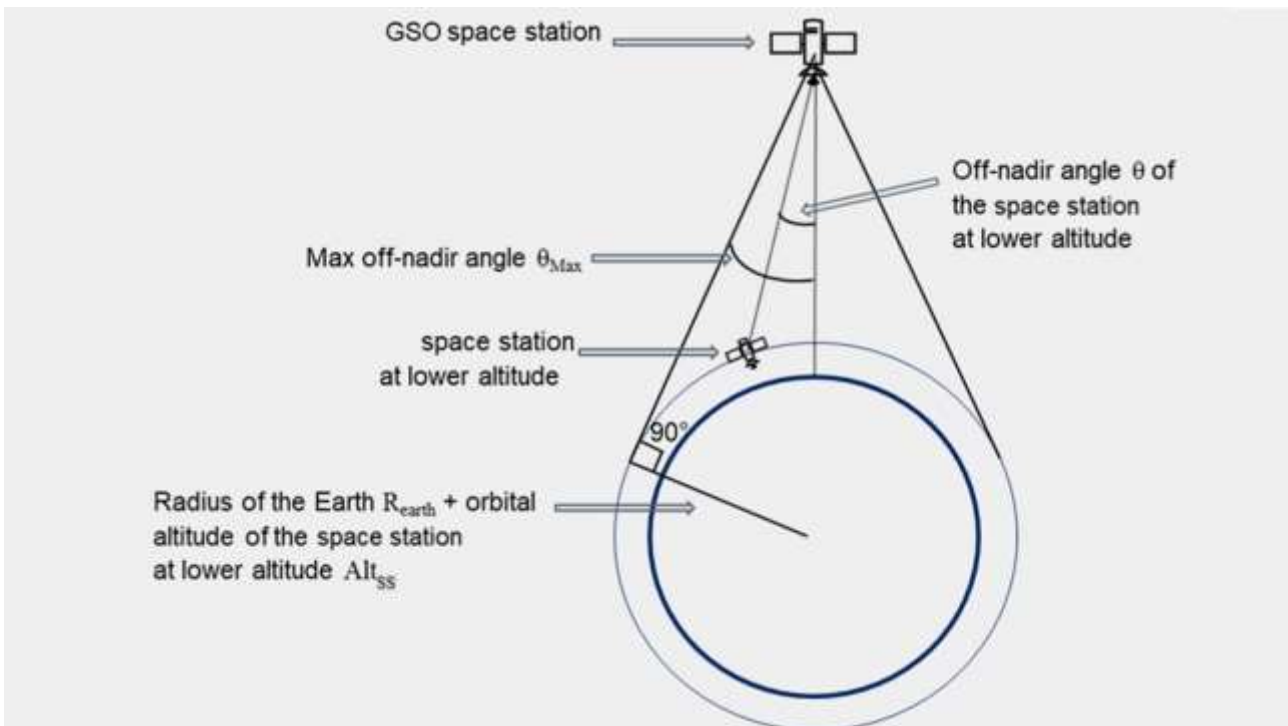 GSO space station
Off-nadir angle θ of
the space station
at lower altitude
Max off-nadir angle θMax
space station
at lower altitude
90°
Radius of the Earth Rearth + orbital
altitude of the space station
at lower altitude Altss